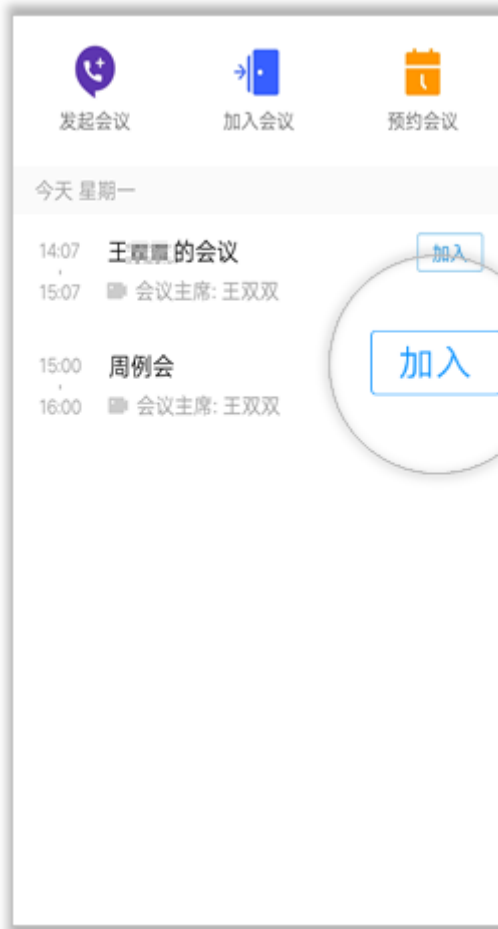 发起会议 加入会议 预约会议
今天 星期一
14:07 王 的会议 加入
15:07 会议主席: 王双双
加入
15:00 周例会
16:00 会议主席: 王双双